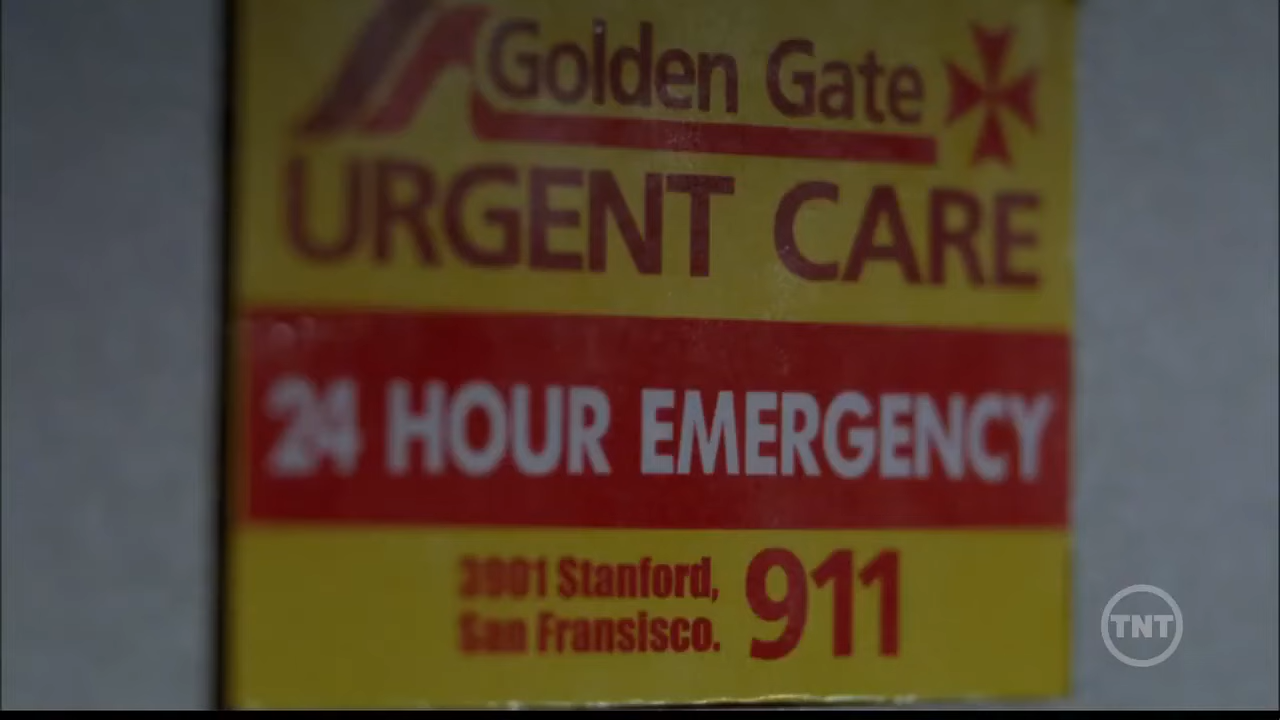 Golden Gate
URGENT CARE
24 HOUR EMERGENCY
3901 Stanford,
San Fransisco.
911
TNT